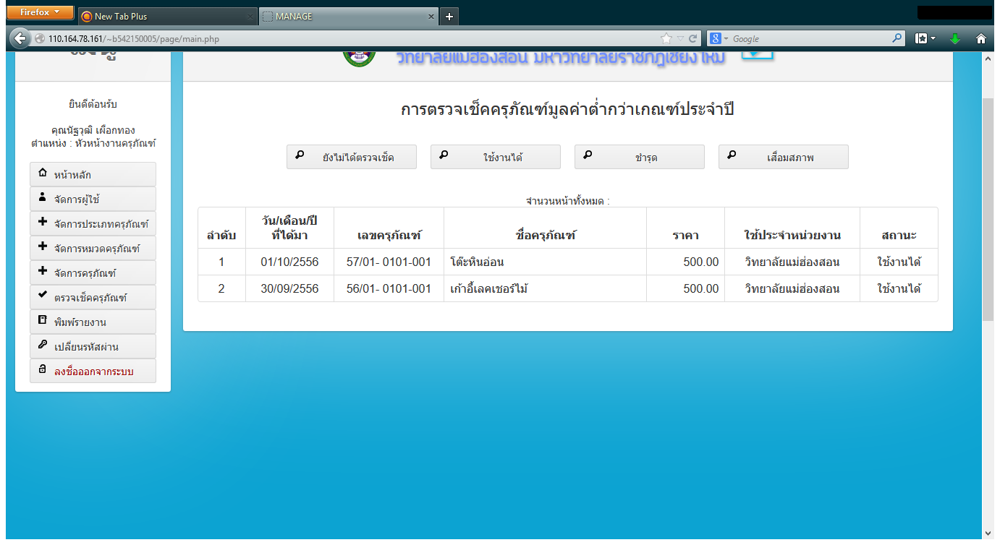 Firefox
New Tab Plus
MANAGE
110.164.78.161/~b542150005/page/main.php
Google
วิทยาลัยแม่ฮ่องสอน มหาวิทยาลัยราชภัฏเชียงใหม่
ยินดีต้อนรับ
คุณนัฐวุฒิ เผือกทอง
ตำแหน่ง : หัวหน้างานครุภัณฑ์
หน้าหลัก
จัดการผู้ใช้
จัดการประเภทครุภัณฑ์
จัดการหมวดครุภัณฑ์
จัดการครุภัณฑ์
ตรวจเช็คครุภัณฑ์
พิมพ์รายงาน
เปลี่ยนรหัสผ่าน
ลงชื่อออกจากระบบ
การตรวจเช็คครุภัณฑ์มูลค่าต่ำกว่าเกณฑ์ประจำปี
ยังไม่ได้ตรวจเช็ค ใช้งานได้ ชำรุด เสื่อมสภาพ
จำนวนหน้าทั้งหมด :
ลำดับ วัน/เดือน/ปี ที่ได้มา เลขครุภัณฑ์ ชื่อครุภัณฑ์ ราคา ใช้ประจำหน่วยงาน สถานะ
1 01/10/2556 57/01- 0101-001 โต๊ะหินอ่อน 500.00 วิทยาลัยแม่ฮ่องสอน ใช้งานได้
2 30/09/2556 56/01- 0101-001 เก้าอี้เลคเชอร์ไม้ 500.00 วิทยาลัยแม่ฮ่องสอน ใช้งานได้